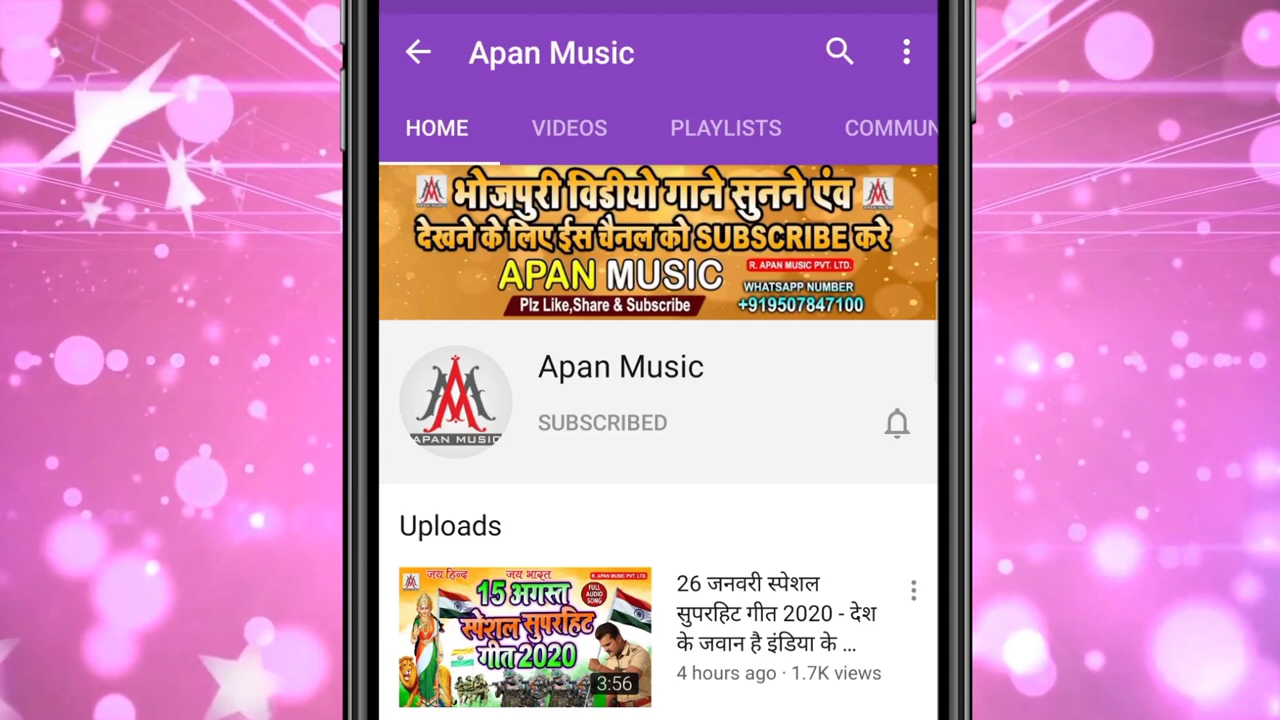 Apan Music
HOME VIDEOS PLAYLISTS COMMUN
भोजपुरी विडीयो गाने सुनने एंव
देखने के लिए ईस चैनल को SUBSCRIBE करे
APAN MUSIC
R. APAN MUSIC PVT. LTD.
Plz Like,Share & Subscribe
WHATSAPP NUMBER
+919507847100
Apan Music
SUBSCRIBED
APAN MUSIC
Uploads
जय हिन्द जय भारत
R. APAN MUSIC PVT. LTD
15 अगस्त
FULL
AUDIO
SONG
स्पेशल सुपरहिट
गीत 2020
3:56
26 जनवरी स्पेशल
सुपरहिट गीत 2020 - देश
के जवान है इंडिया के ...
4 hours ago · 1.7K views